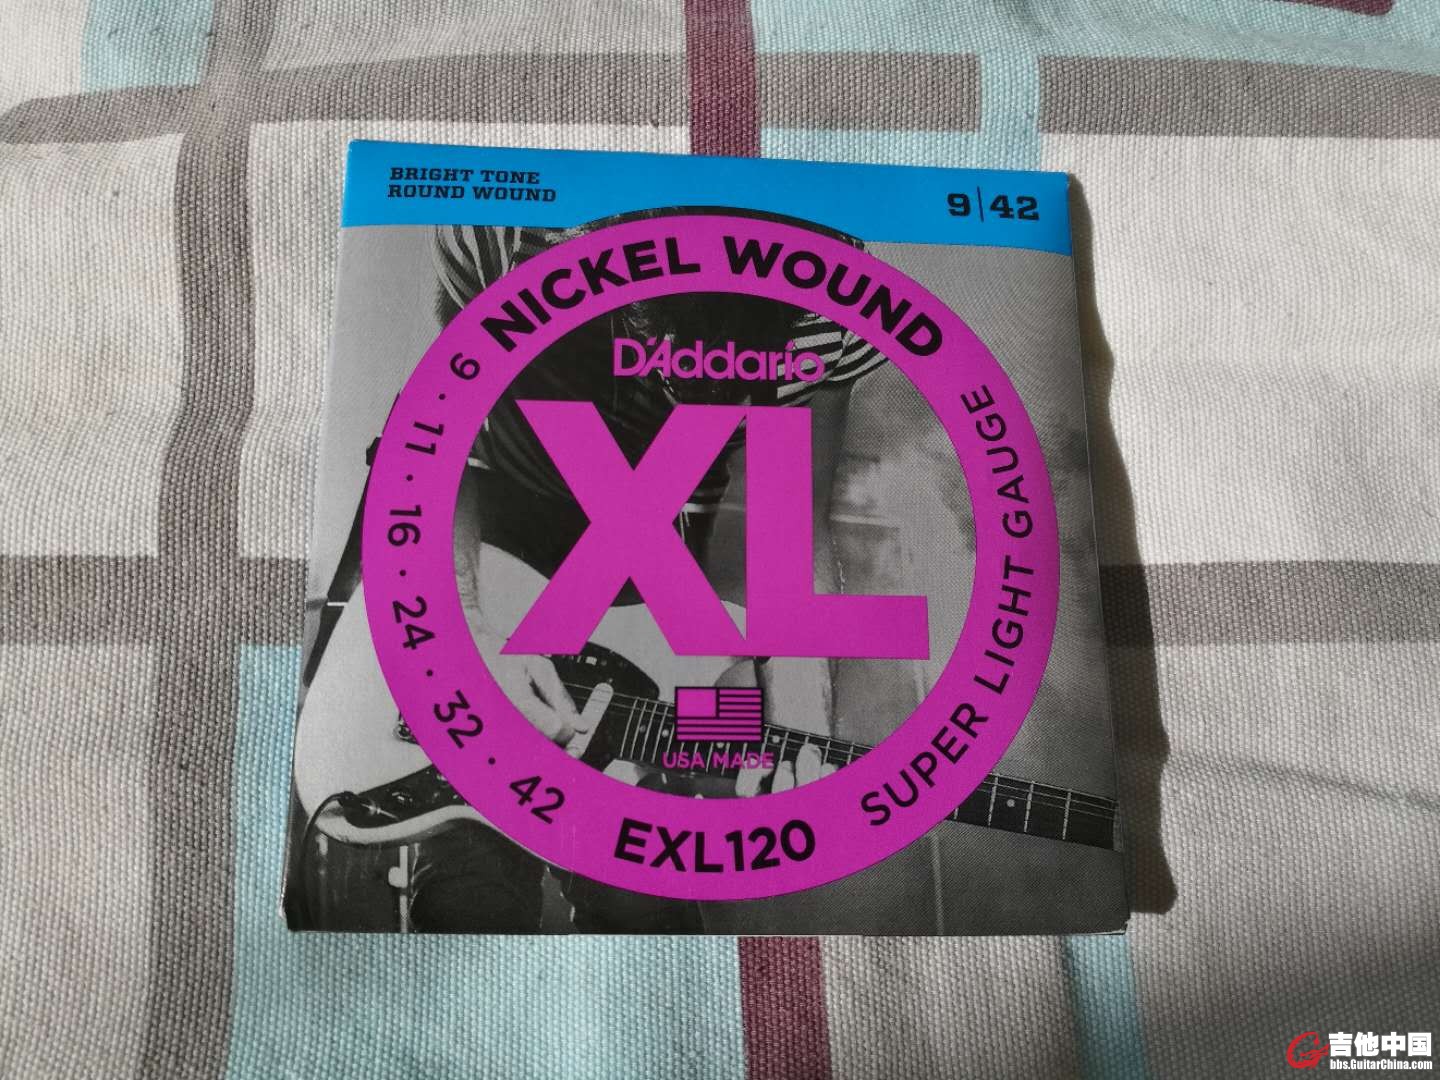 BRIGHT TONE
ROUND WOUND
9|42
NICKEL WOUND
D'Addario
XL
USA MADE
9 · 11 · 16 · 24 · 32 · 42
EXL120
SUPER LIGHT GAUGE
吉他中国
bbs.GuitarChina.com